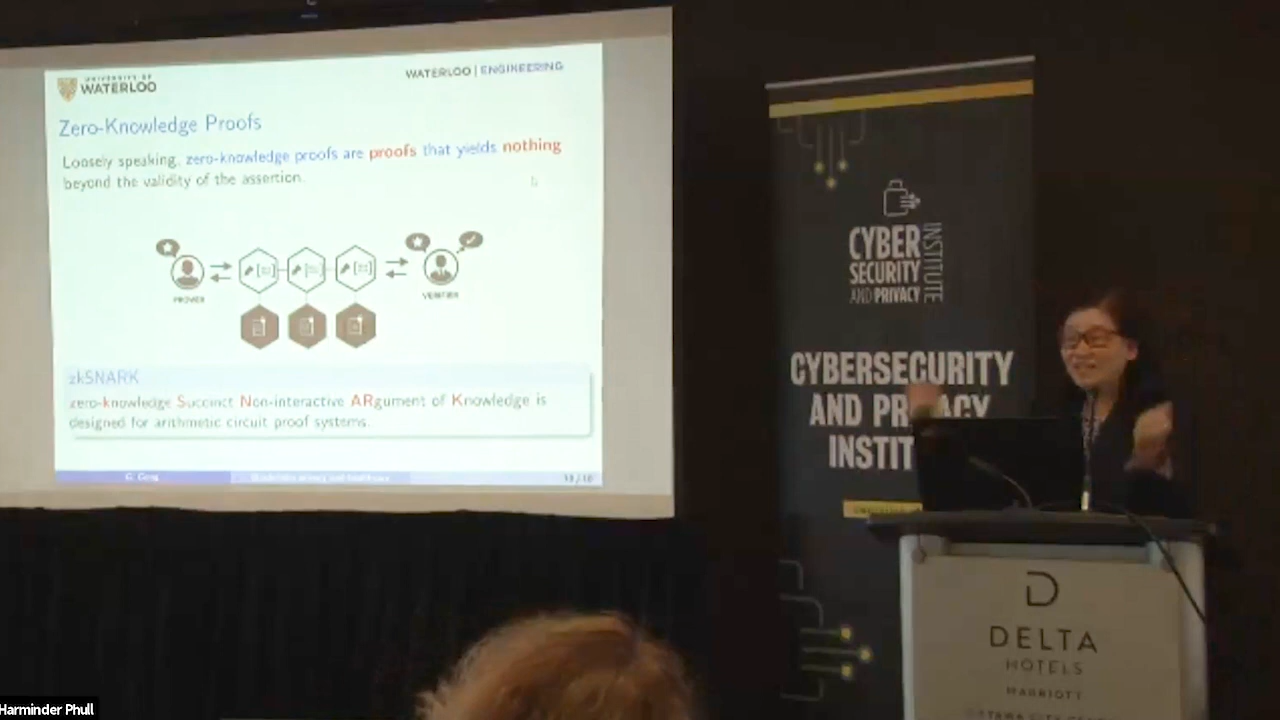 UNIVERSITY OF
WATERLOO
WATERLOO | ENGINEERING
Zero-Knowledge Proofs
Loosely speaking, zero-knowledge proofs are proofs that yields nothing
beyond the validity of the assertion.
PROVER
VERIFIER
zkSNARK
zero-knowledge Succinct Non-interactive ARgument of Knowledge is
designed for arithmetic circuit proof systems.
G. Gong
CYBER
SECURITY
AND PRIVACY
INSTITUTE
CYBERSECURITY
AND PRIVACY
INSTIT
DELTA
HOTELS
MARRIOTT
Harminder Phull